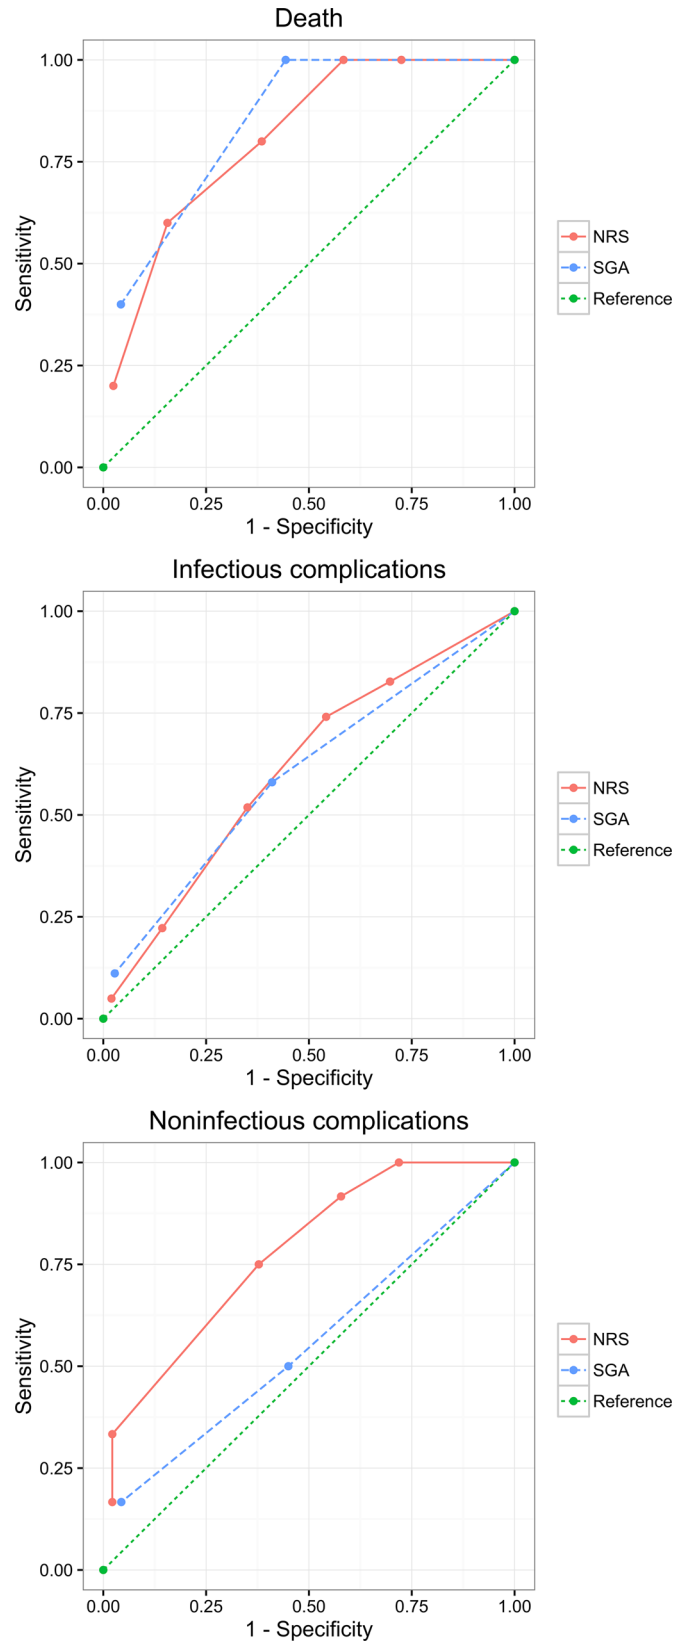 Death
1.00
0.75
0.50
0.25
0.00
Sensitivity
0.00 0.25 0.50 0.75 1.00
1 - Specificity
NRS
SGA
Reference
Infectious complications
1.00
0.75
0.50
0.25
0.00
Sensitivity
0.00 0.25 0.50 0.75 1.00
1 - Specificity
NRS
SGA
Reference
Noninfectious complications
1.00
0.75
0.50
0.25
0.00
Sensitivity
0.00 0.25 0.50 0.75 1.00
1 - Specificity
NRS
SGA
Reference